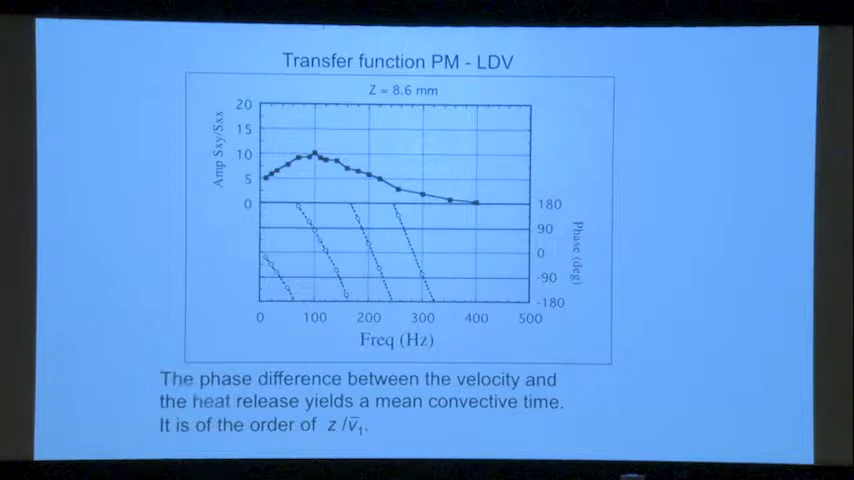 Transfer function PM - LDV
Z = 8.6 mm
20
15
10
5
0
Amp Sxy/Sxx
180
90
0
-90
-180
Phase (deg)
0 100 200 300 400 500
Freq (Hz)
The phase difference between the velocity and
the heat release yields a mean convective time.
It is of the order of z /v̄₁.